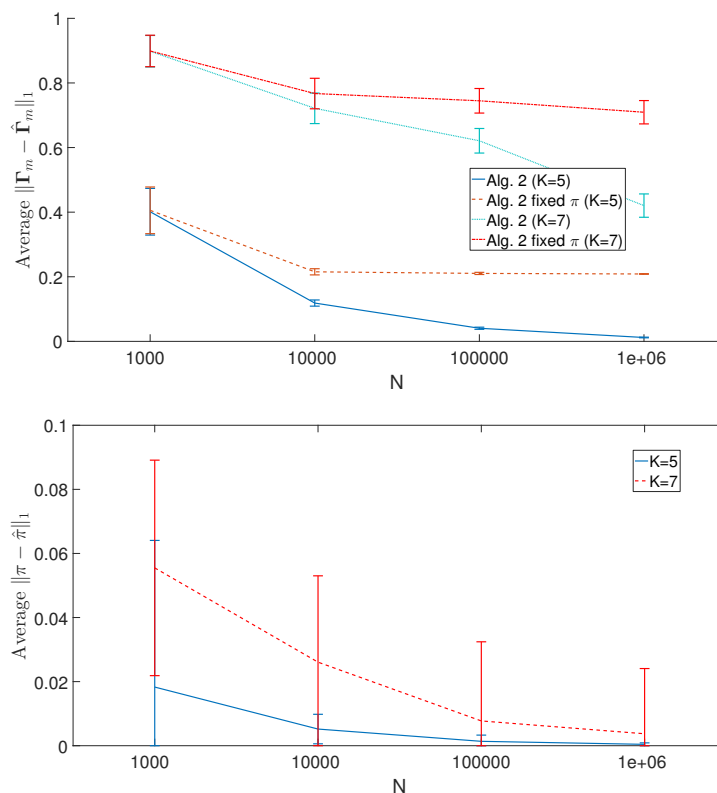 1
0.8
0.6
0.4
0.2
0
Average ||Γ_m − Γ̂_m||_1
Alg. 2 (K=5)
Alg. 2 fixed π (K=5)
Alg. 2 (K=7)
Alg. 2 fixed π (K=7)
1000 10000 100000 1e+06
N
0.1
0.08
0.06
0.04
0.02
0
Average ||π − π̂||_1
K=5
K=7
1000 10000 100000 1e+06
N